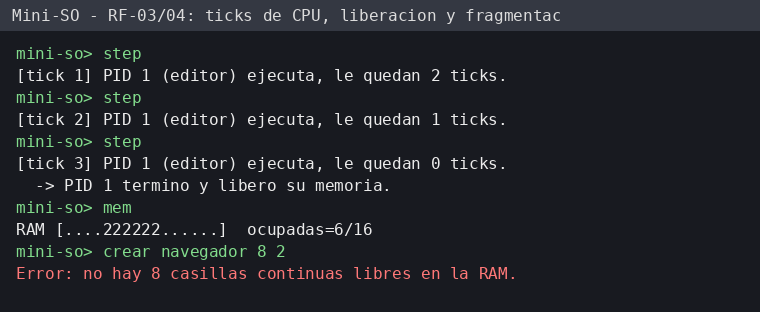 Mini-SO - RF-03/04: ticks de CPU, liberacion y fragmentac
mini-so> step
[tick 1] PID 1 (editor) ejecuta, le quedan 2 ticks.
mini-so> step
[tick 2] PID 1 (editor) ejecuta, le quedan 1 ticks.
mini-so> step
[tick 3] PID 1 (editor) ejecuta, le quedan 0 ticks.
  -> PID 1 termino y libero su memoria.
mini-so> mem
RAM [....222222......]  ocupadas=6/16
mini-so> crear navegador 8 2
Error: no hay 8 casillas continuas libres en la RAM.